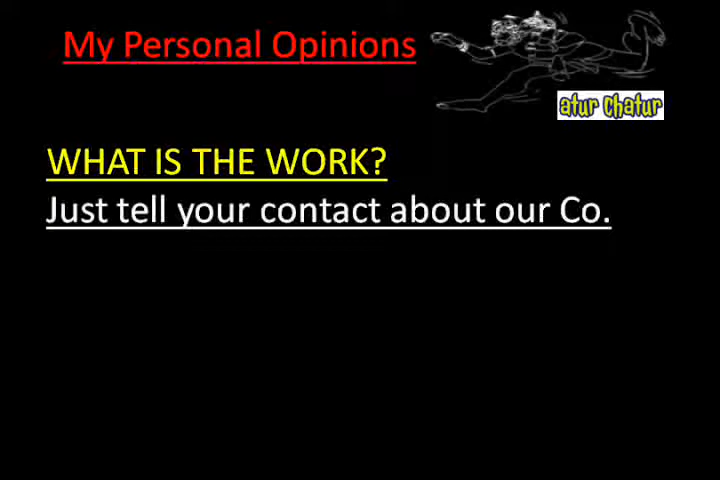 My Personal Opinions
atur Chatur
WHAT IS THE WORK?
Just tell your contact about our Co.